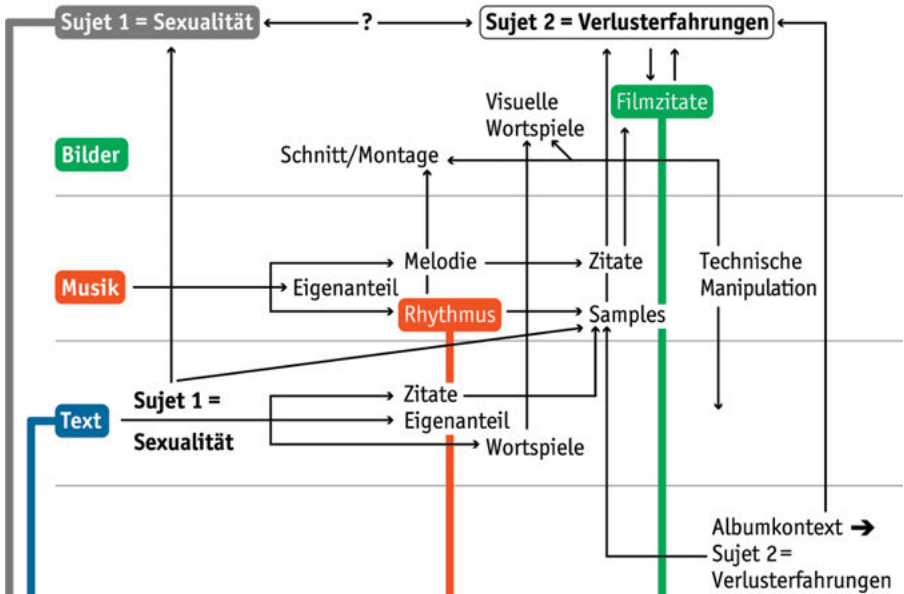 Sujet 1 = Sexualität
?
Sujet 2 = Verlusterfahrungen
Visuelle
Wortspiele
Filmzitate
Bilder
Schnitt/Montage
Melodie
Zitate
Technische
Manipulation
Musik
Eigenanteil
Rhythmus
Samples
Sujet 1 =
Sexualität
Text
Zitate
Eigenanteil
Wortspiele
Albumkontext ➔
Sujet 2 =
Verlusterfahrungen